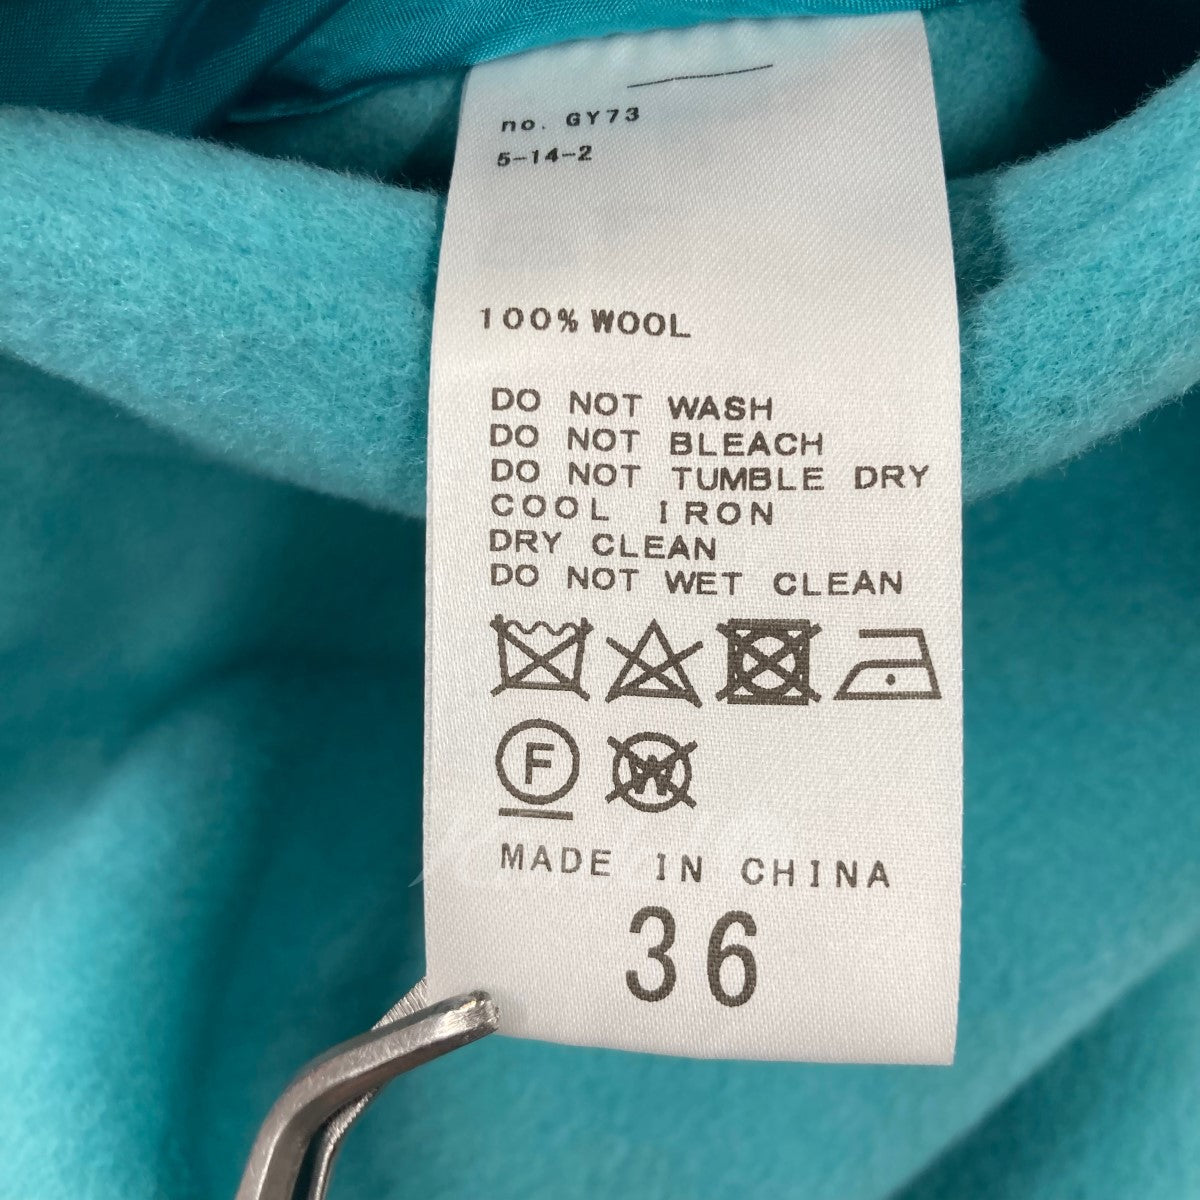 no. GY73
5-14-2
100% WOOL
DO NOT WASH
DO NOT BLEACH
DO NOT TUMBLE DRY
COOL IRON
DRY CLEAN
DO NOT WET CLEAN
F W
MADE IN CHINA
36